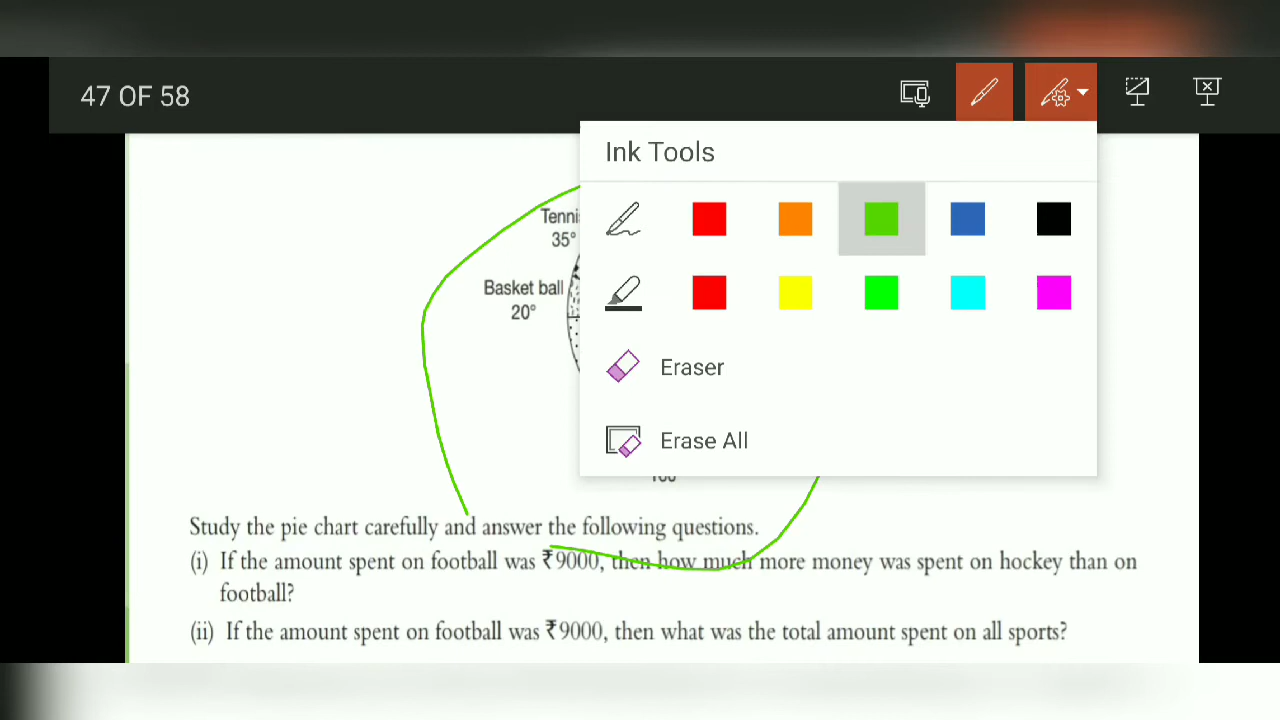 47 OF 58
Ink Tools
Tenni
35°
Basket ball
20°
Eraser
Erase All
Study the pie chart carefully and answer the following questions.
(i) If the amount spent on football was ₹9000, then how much more money was spent on hockey than on
football?
(ii) If the amount spent on football was ₹9000, then what was the total amount spent on all sports?